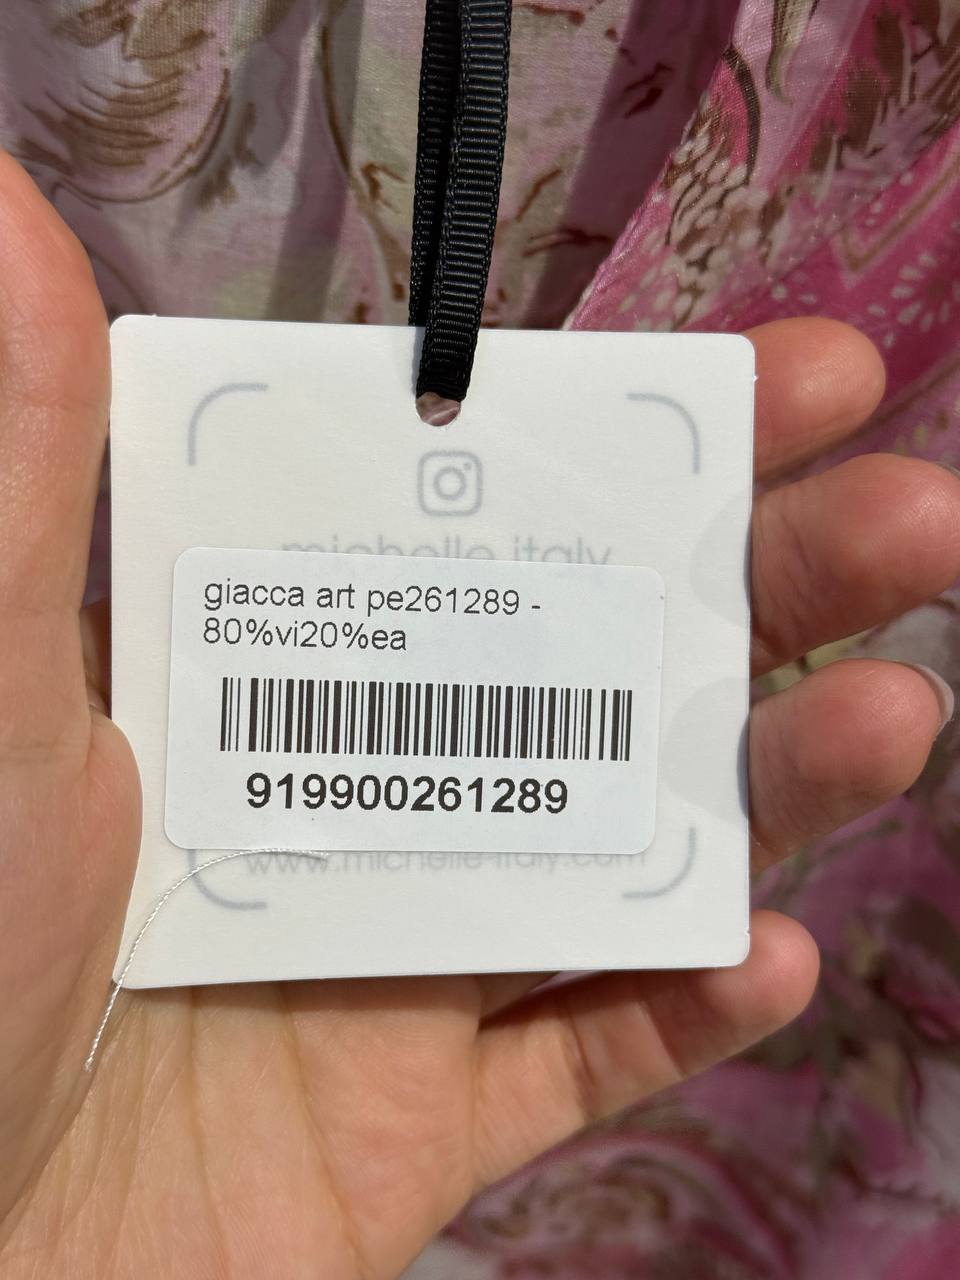 michelle italy
giacca art pe261289 -
80%vi20%ea
919900261289
www.michelle-italy.com